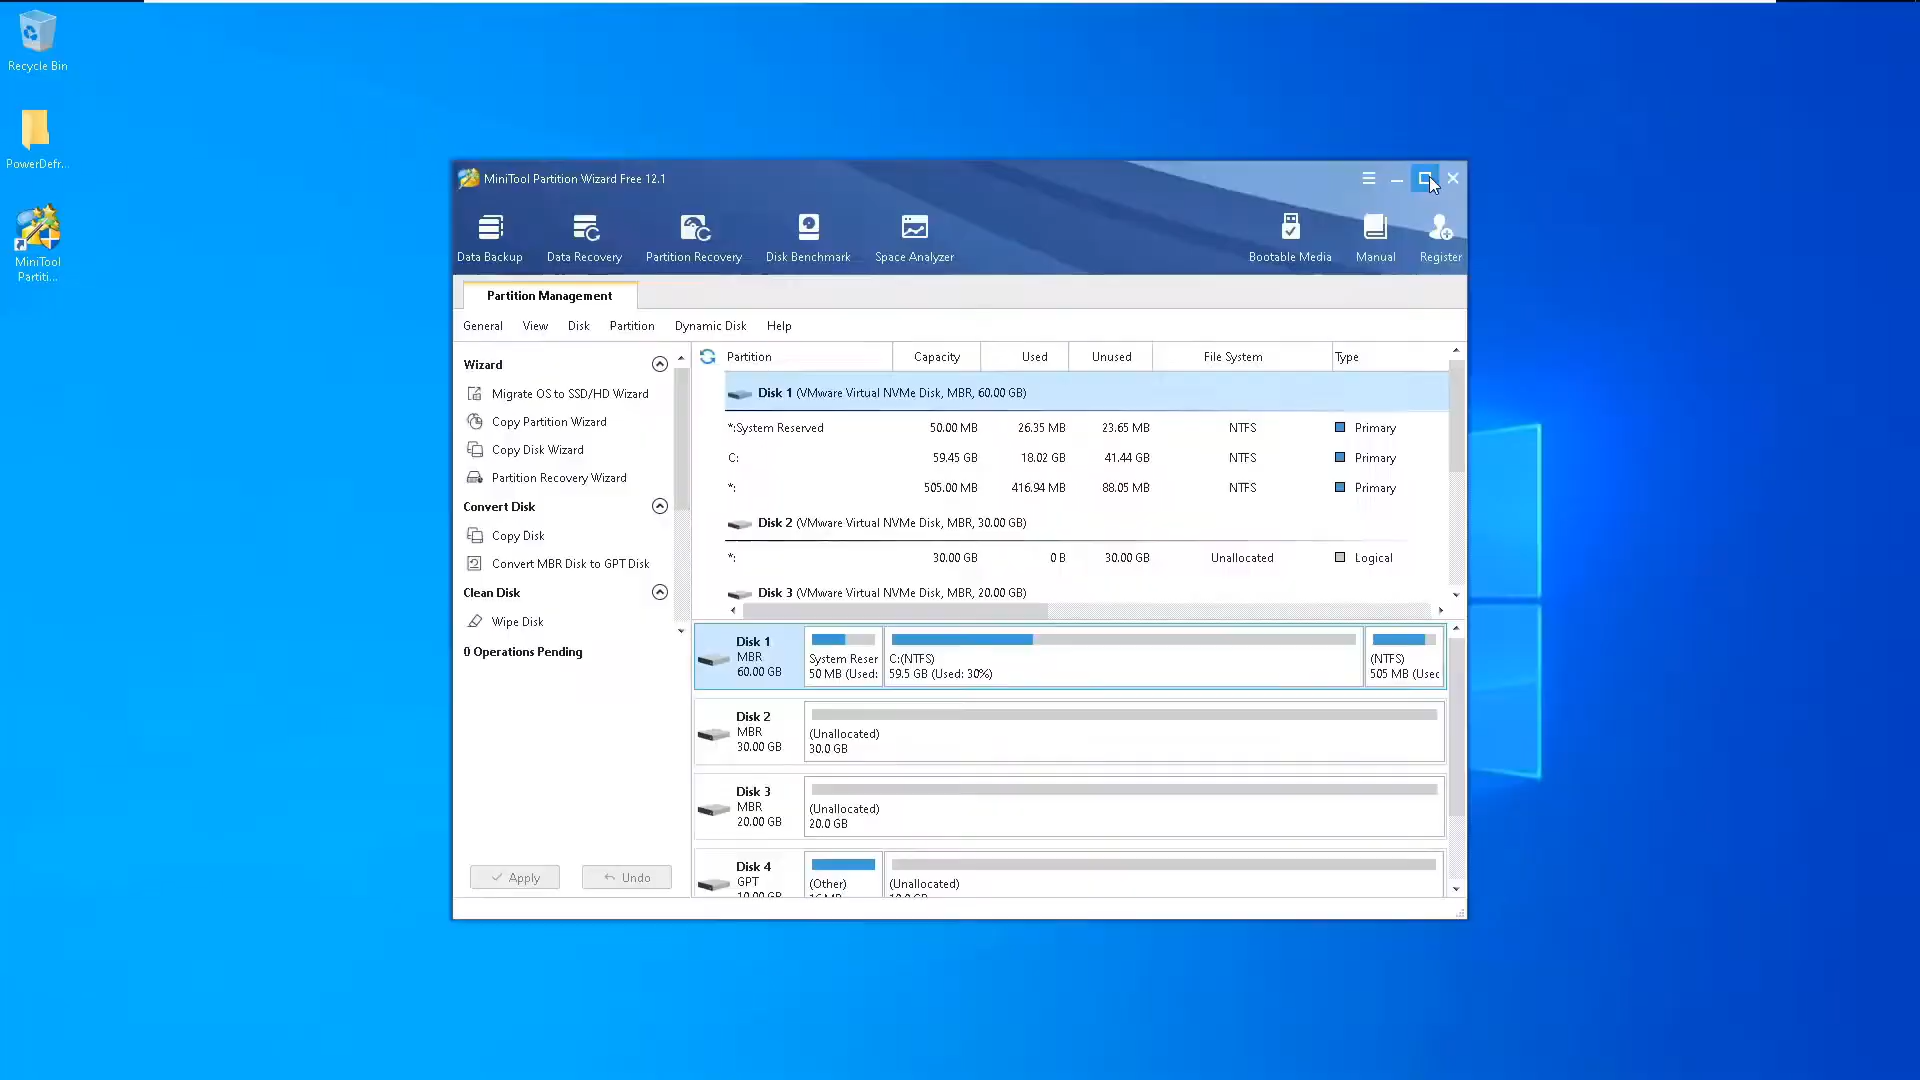 Recycle Bin
PowerDefr...
MiniTool
Partiti...
MiniTool Partition Wizard Free 12.1
Data Backup Data Recovery Partition Recovery Disk Benchmark Space Analyzer Bootable Media Manual Register
Partition Management
General View Disk Partition Dynamic Disk Help
Wizard
Migrate OS to SSD/HD Wizard
Copy Partition Wizard
Copy Disk Wizard
Partition Recovery Wizard
Convert Disk
Copy Disk
Convert MBR Disk to GPT Disk
Clean Disk
Wipe Disk
0 Operations Pending
Apply Undo
Partition Capacity Used Unused File System Type
Disk 1 (VMware Virtual NVMe Disk, MBR, 60.00 GB)
*:System Reserved 50.00 MB 26.35 MB 23.65 MB NTFS Primary
C: 59.45 GB 18.02 GB 41.44 GB NTFS Primary
*: 505.00 MB 416.94 MB 88.05 MB NTFS Primary
Disk 2 (VMware Virtual NVMe Disk, MBR, 30.00 GB)
*: 30.00 GB 0 B 30.00 GB Unallocated Logical
Disk 3 (VMware Virtual NVMe Disk, MBR, 20.00 GB)
Disk 1
MBR
60.00 GB
System Reser
50 MB (Used:
C:(NTFS)
59.5 GB (Used: 30%)
(NTFS)
505 MB (Used
Disk 2
MBR
30.00 GB
(Unallocated)
30.0 GB
Disk 3
MBR
20.00 GB
(Unallocated)
20.0 GB
Disk 4
GPT
(Other)
(Unallocated)